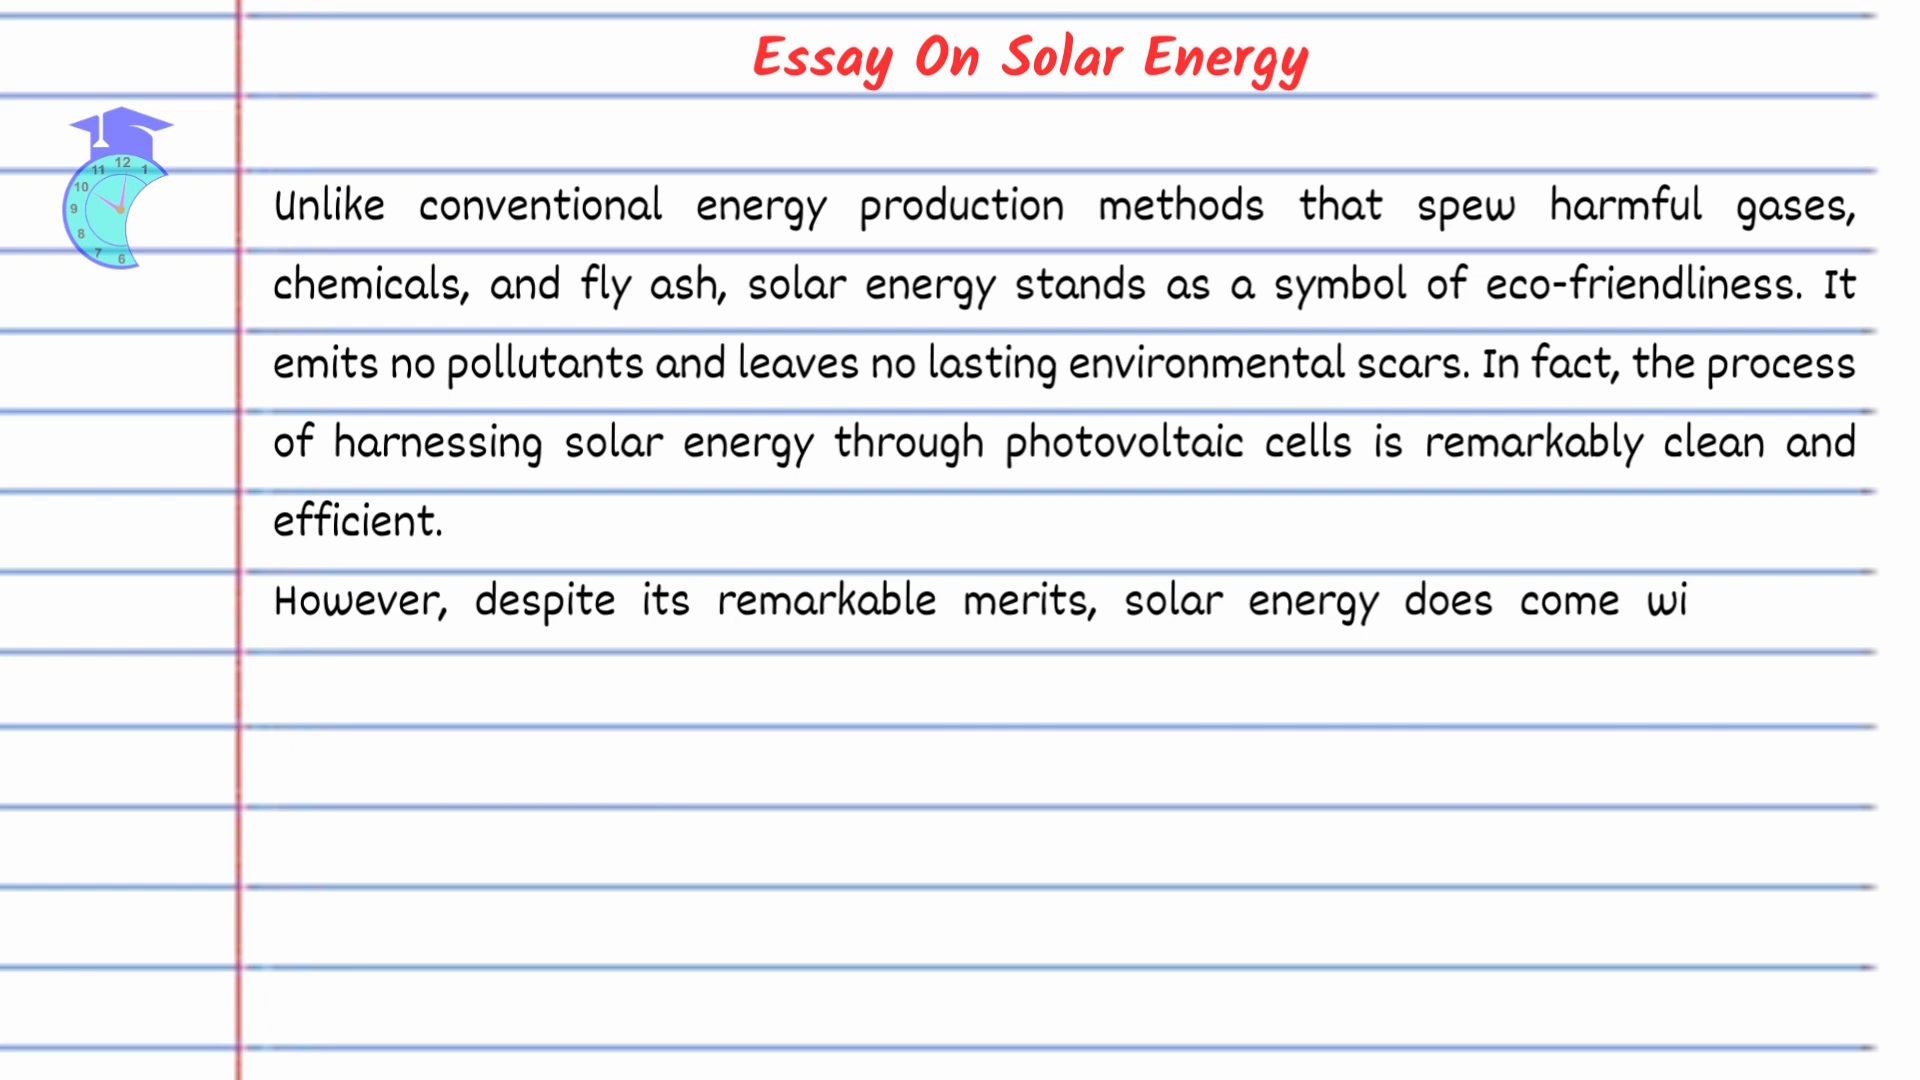 Essay On Solar Energy
12
11 1
10
9
8
7
6
Unlike conventional energy production methods that spew harmful gases,
chemicals, and fly ash, solar energy stands as a symbol of eco-friendliness. It
emits no pollutants and leaves no lasting environmental scars. In fact, the process
of harnessing solar energy through photovoltaic cells is remarkably clean and
efficient.
However, despite its remarkable merits, solar energy does come wi